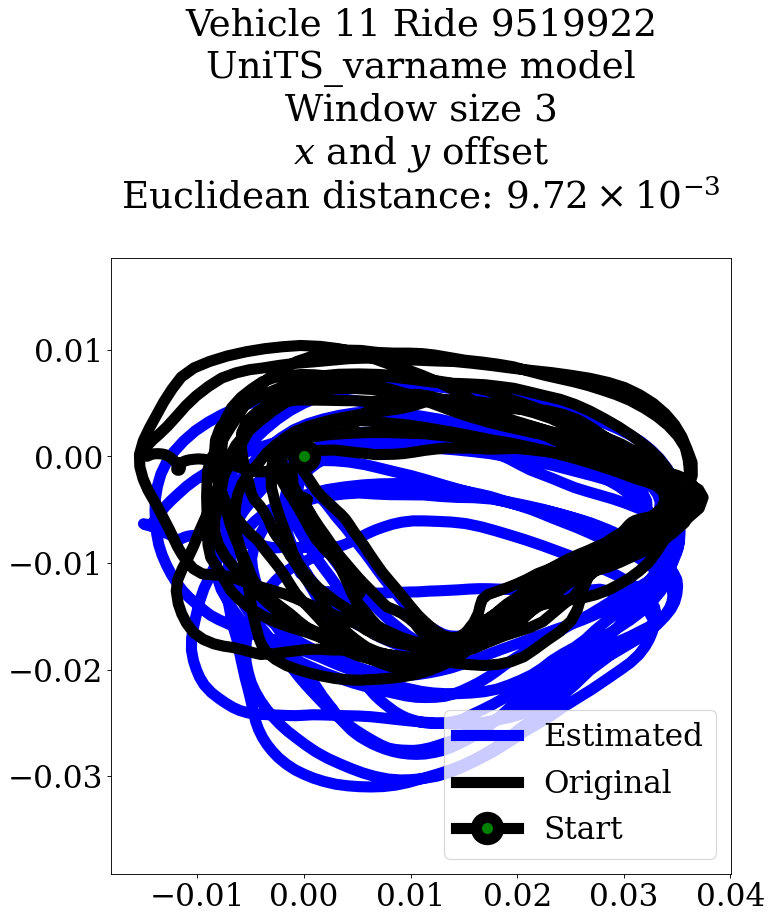 Vehicle 11 Ride 9519922
UniTS_varname model
Window size 3
x and y offset
Euclidean distance: 9.72 × 10⁻³
0.01
0.00
−0.01
−0.02
−0.03
Estimated
Original
Start
−0.01 0.00 0.01 0.02 0.03 0.04